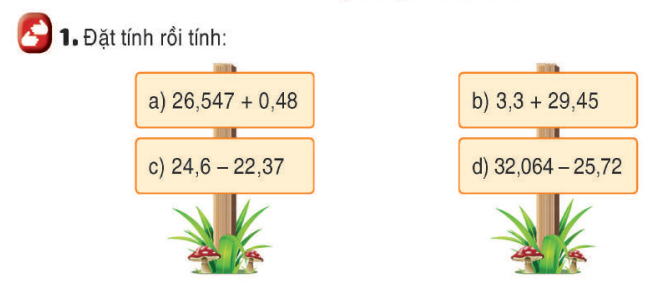 1. Đặt tính rồi tính:
a) 26,547 + 0,48
b) 3,3 + 29,45
c) 24,6 – 22,37
d) 32,064 – 25,72